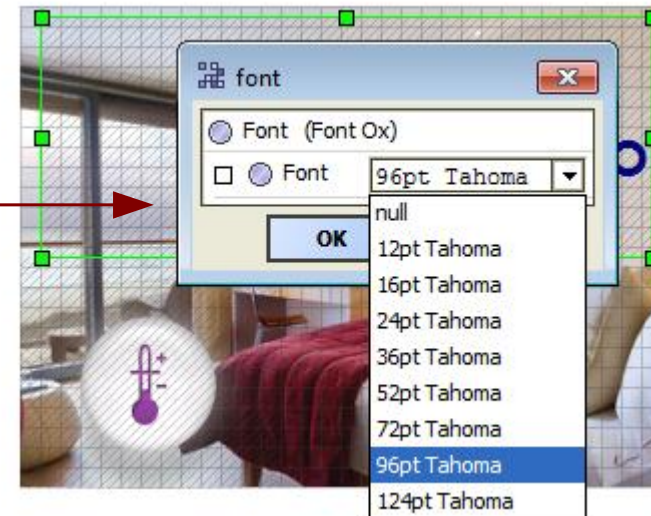 font
Font (Font Ox)
Font 96pt Tahoma
OK
null
12pt Tahoma
16pt Tahoma
24pt Tahoma
36pt Tahoma
52pt Tahoma
72pt Tahoma
96pt Tahoma
124pt Tahoma